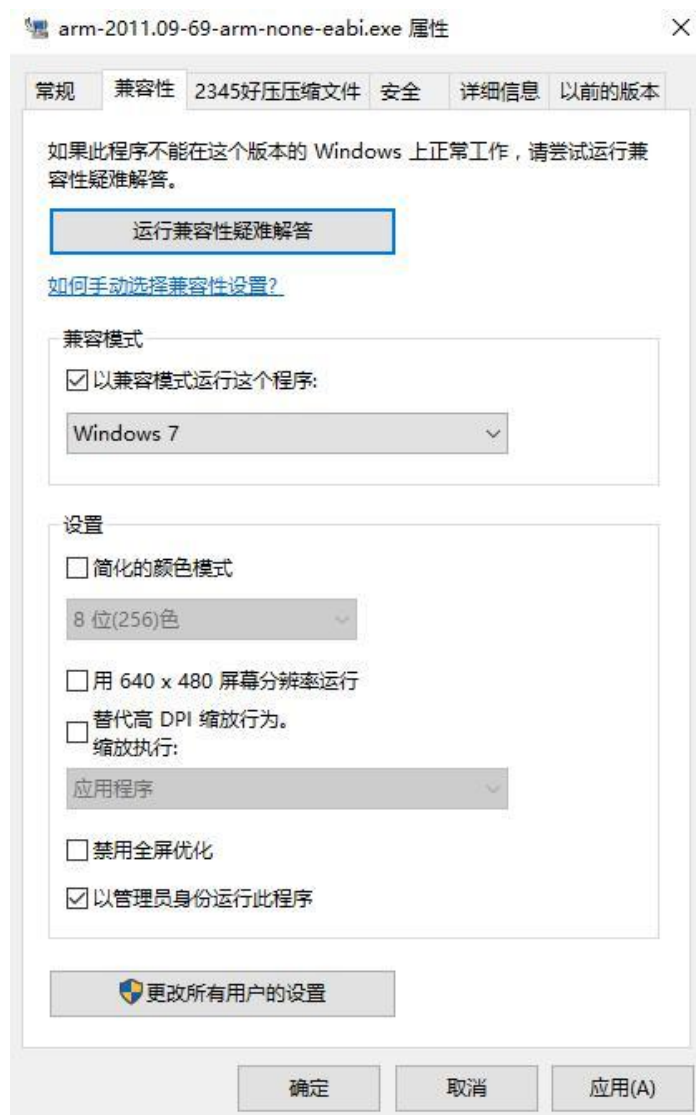 arm-2011.09-69-arm-none-eabi.exe 属性
常规
兼容性
2345好压压缩文件
安全
详细信息
以前的版本
如果此程序不能在这个版本的 Windows 上正常工作，请尝试运行兼
容性疑难解答。
运行兼容性疑难解答
如何手动选择兼容性设置?
兼容模式
以兼容模式运行这个程序:
Windows 7
设置
简化的颜色模式
8 位(256)色
用 640 x 480 屏幕分辨率运行
替代高 DPI 缩放行为。
缩放执行:
应用程序
禁用全屏优化
以管理员身份运行此程序
更改所有用户的设置
确定
取消
应用(A)